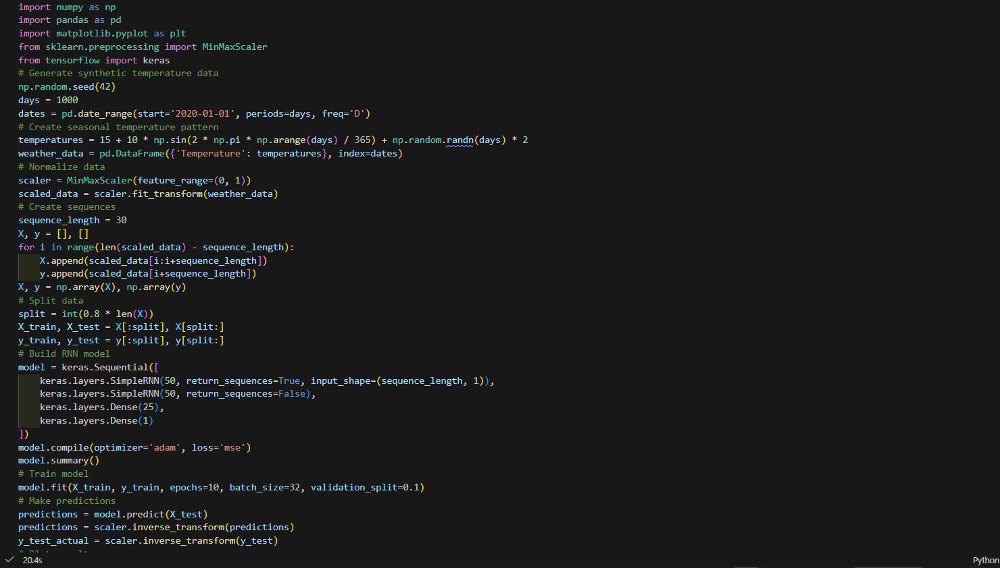 import numpy as np
import pandas as pd
import matplotlib.pyplot as plt
from sklearn.preprocessing import MinMaxScaler
from tensorflow import keras
# Generate synthetic temperature data
np.random.seed(42)
days = 1000
dates = pd.date_range(start='2020-01-01', periods=days, freq='D')
# Create seasonal temperature pattern
temperatures = 15 + 10 * np.sin(2 * np.pi * np.arange(days) / 365) + np.random.randn(days) * 2
weather_data = pd.DataFrame({'Temperature': temperatures}, index=dates)
# Normalize data
scaler = MinMaxScaler(feature_range=(0, 1))
scaled_data = scaler.fit_transform(weather_data)
# Create sequences
sequence_length = 30
X, y = [], []
for i in range(len(scaled_data) - sequence_length):
    X.append(scaled_data[i:i+sequence_length])
    y.append(scaled_data[i+sequence_length])
X, y = np.array(X), np.array(y)
# Split data
split = int(0.8 * len(X))
X_train, X_test = X[:split], X[split:]
y_train, y_test = y[:split], y[split:]
# Build RNN model
model = keras.Sequential([
    keras.layers.SimpleRNN(50, return_sequences=True, input_shape=(sequence_length, 1)),
    keras.layers.SimpleRNN(50, return_sequences=False),
    keras.layers.Dense(25),
    keras.layers.Dense(1)
])
model.compile(optimizer='adam', loss='mse')
model.summary()
# Train model
model.fit(X_train, y_train, epochs=10, batch_size=32, validation_split=0.1)
# Make predictions
predictions = model.predict(X_test)
predictions = scaler.inverse_transform(predictions)
y_test_actual = scaler.inverse_transform(y_test)
20.4s
Python